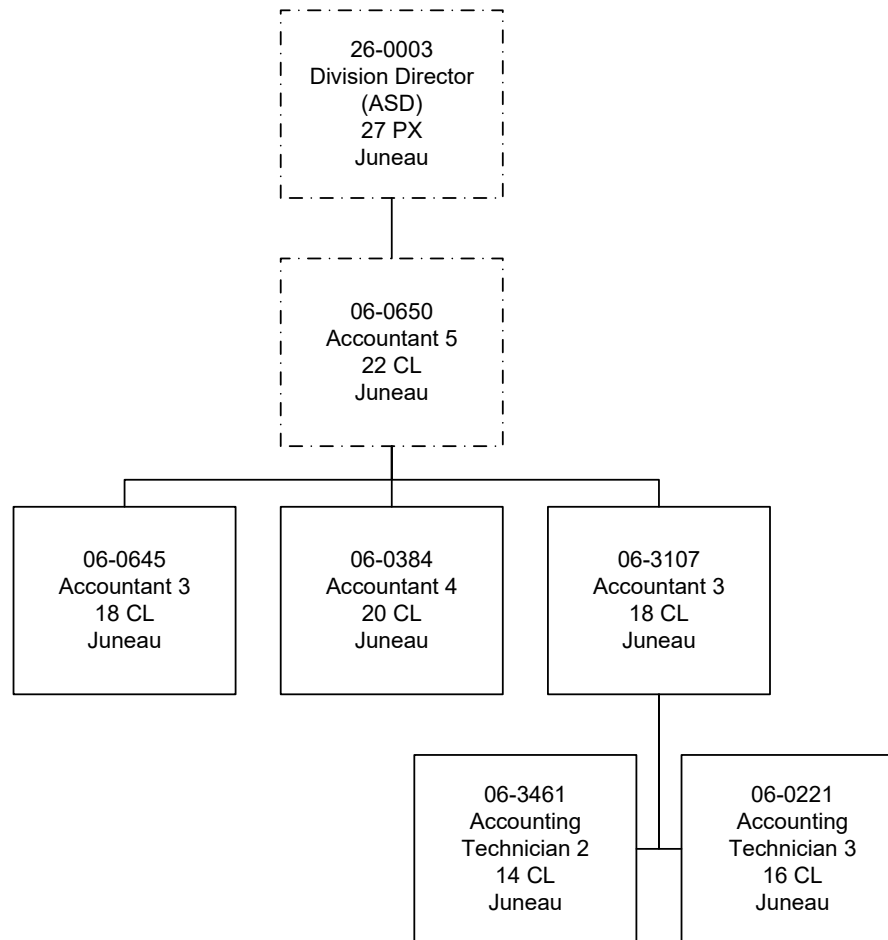 26-0003
Division Director
(ASD)
27 PX
Juneau
06-0650
Accountant 5
22 CL
Juneau
06-0645
Accountant 3
18 CL
Juneau
06-0384
Accountant 4
20 CL
Juneau
06-3107
Accountant 3
18 CL
Juneau
06-3461
Accounting
Technician 2
14 CL
Juneau
06-0221
Accounting
Technician 3
16 CL
Juneau